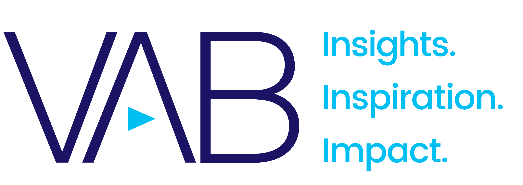 VAB
Insights.
Inspiration.
Impact.